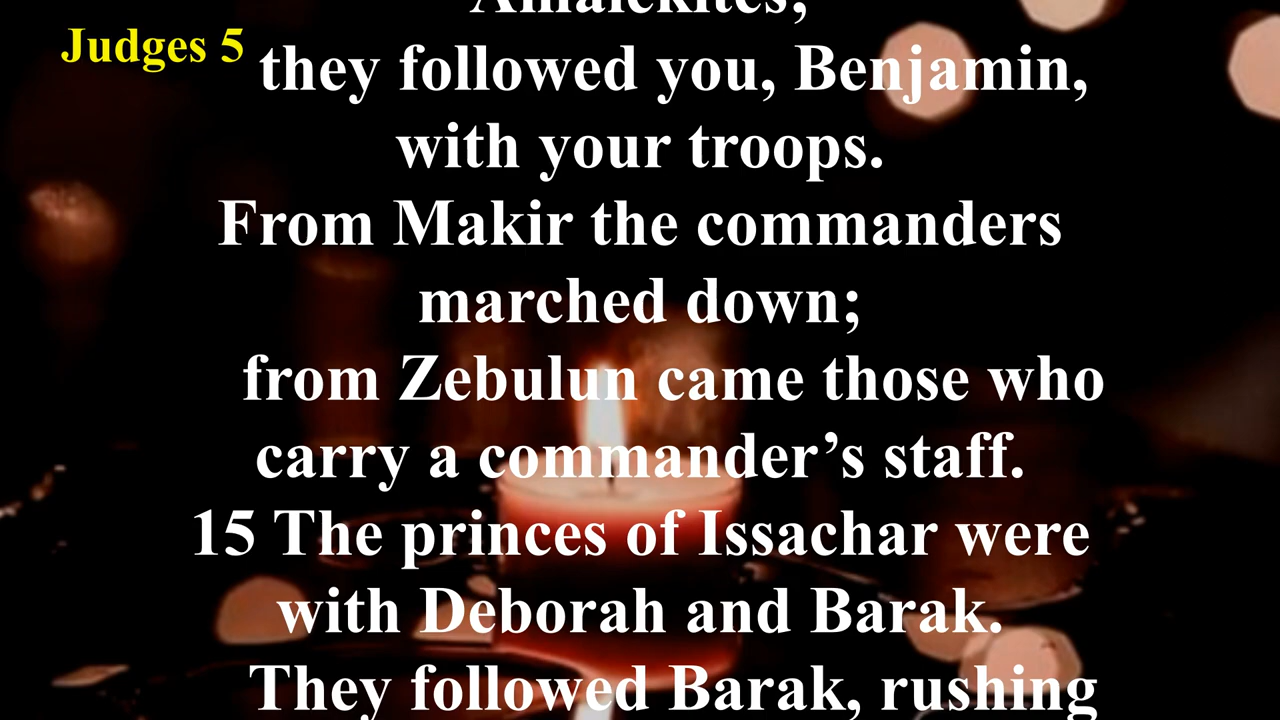 Amalekites;
Judges 5
they followed you, Benjamin,
with your troops.
From Makir the commanders
marched down;
from Zebulun came those who
carry a commander’s staff.
15 The princes of Issachar were
with Deborah and Barak.
They followed Barak, rushing